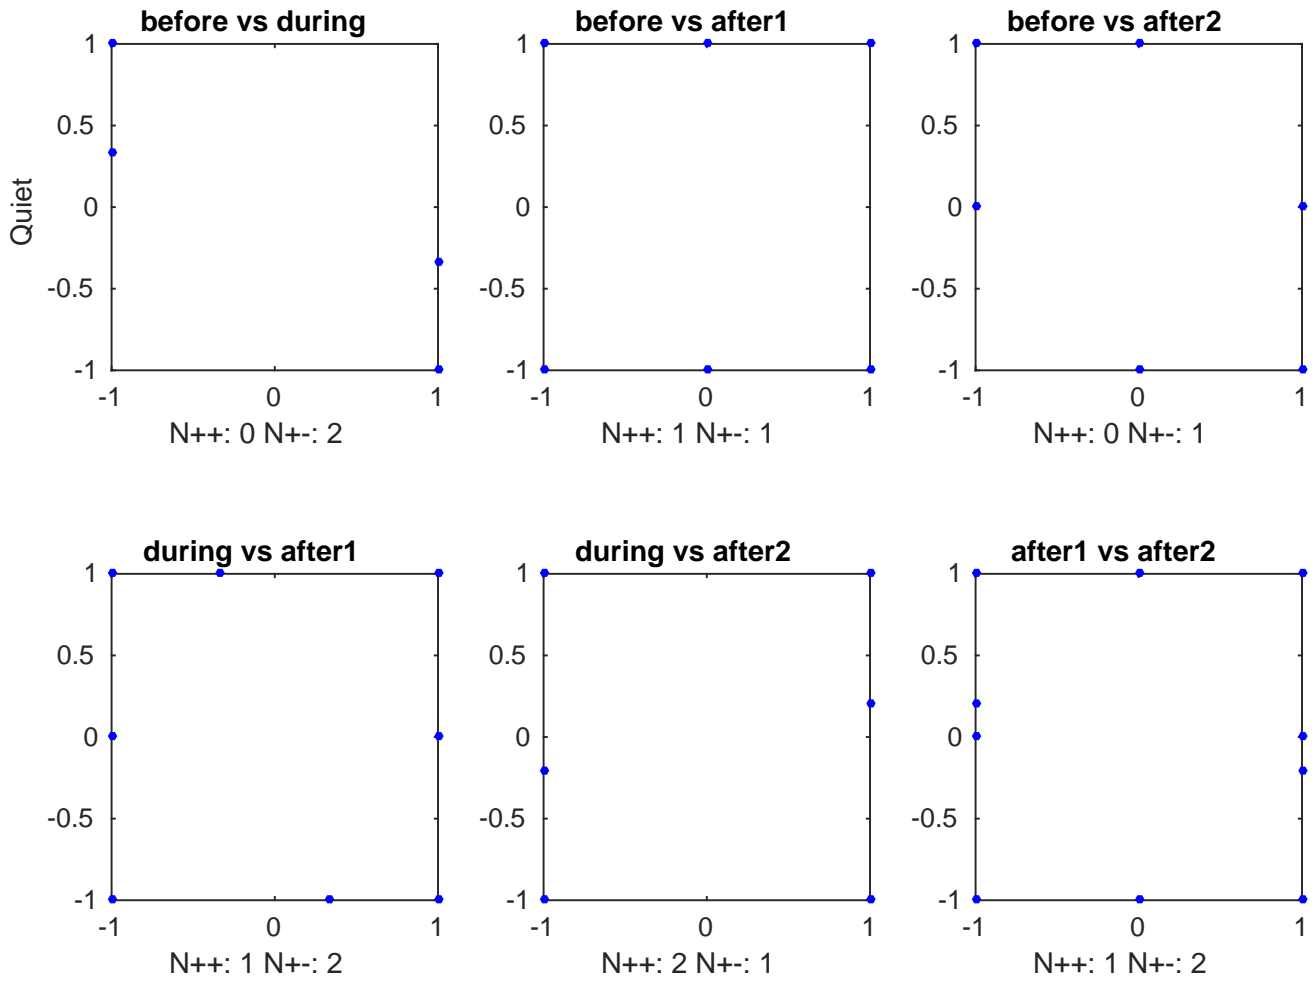 before vs during
before vs after1
before vs after2
1
0.5
0
-0.5
-1
Quiet
-1 0 1
N++: 0 N+-: 2
1
0.5
0
-0.5
-1
-1 0 1
N++: 1 N+-: 1
1
0.5
0
-0.5
-1
-1 0 1
N++: 0 N+-: 1
during vs after1
during vs after2
after1 vs after2
1
0.5
0
-0.5
-1
-1 0 1
N++: 1 N+-: 2
1
0.5
0
-0.5
-1
-1 0 1
N++: 2 N+-: 1
1
0.5
0
-0.5
-1
-1 0 1
N++: 1 N+-: 2